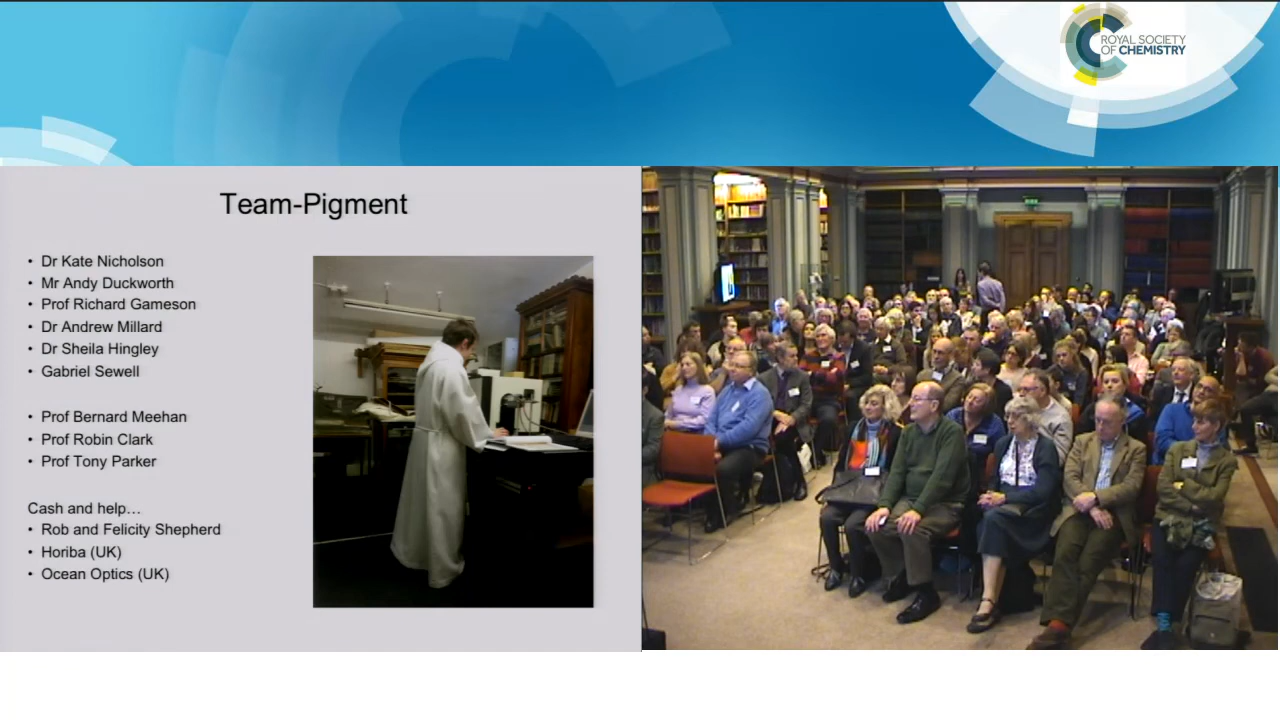 ROYAL SOCIETY
OF CHEMISTRY
Team-Pigment
• Dr Kate Nicholson
• Mr Andy Duckworth
• Prof Richard Gameson
• Dr Andrew Millard
• Dr Sheila Hingley
• Gabriel Sewell
• Prof Bernard Meehan
• Prof Robin Clark
• Prof Tony Parker
Cash and help…
• Rob and Felicity Shepherd
• Horiba (UK)
• Ocean Optics (UK)